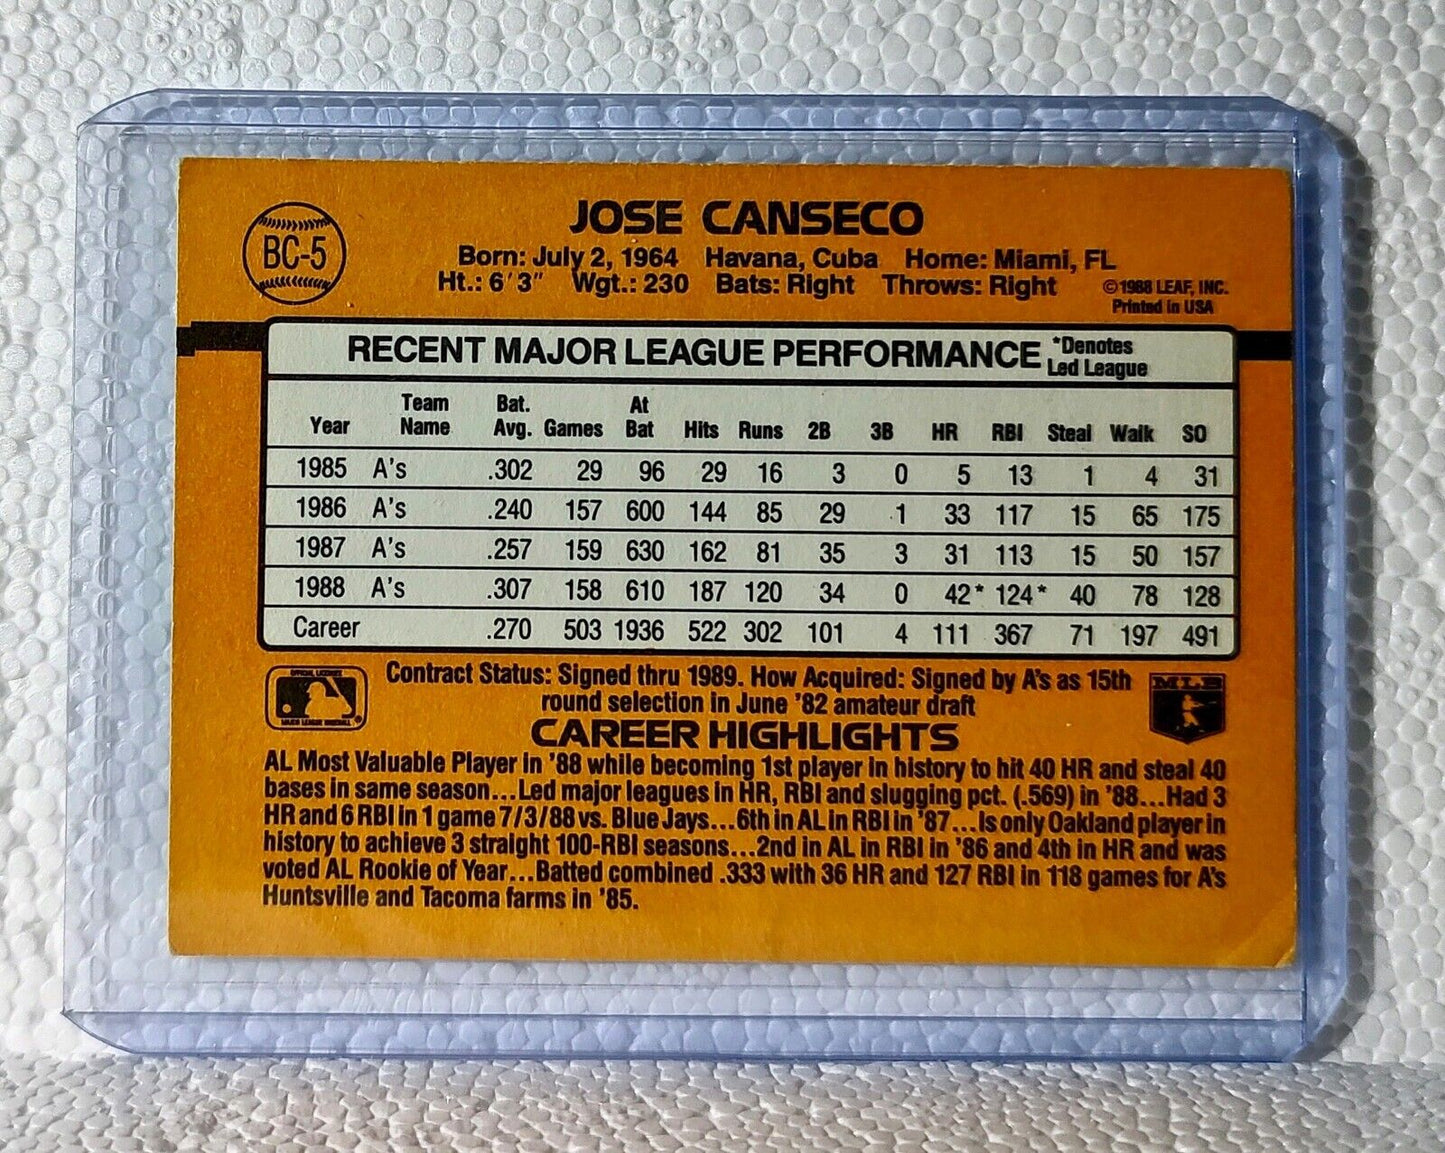 BC-5
JOSE CANSECO
Born: July 2, 1964 Havana, Cuba Home: Miami, FL
Ht.: 6' 3" Wgt.: 230 Bats: Right Throws: Right
©1988 LEAF, INC.
Printed in USA
RECENT MAJOR LEAGUE PERFORMANCE *Denotes Led League
Year Team Name Bat. Avg. Games At Bat Hits Runs 2B 3B HR RBI Steal Walk SO
1985 A's .302 29 96 29 16 3 0 5 13 1 4 31
1986 A's .240 157 600 144 85 29 1 33 117 15 65 175
1987 A's .257 159 630 162 81 35 3 31 113 15 50 157
1988 A's .307 158 610 187 120 34 0 42* 124* 40 78 128
Career .270 503 1936 522 302 101 4 111 367 71 197 491
OFFICIAL LICENSEE
MAJOR LEAGUE BASEBALL
®
Contract Status: Signed thru 1989. How Acquired: Signed by A's as 15th
round selection in June '82 amateur draft
MLB
CAREER HIGHLIGHTS
AL Most Valuable Player in '88 while becoming 1st player in history to hit 40 HR and steal 40
bases in same season...Led major leagues in HR, RBI and slugging pct. (.569) in '88...Had 3
HR and 6 RBI in 1 game 7/3/88 vs. Blue Jays...6th in AL in RBI in '87...Is only Oakland player in
history to achieve 3 straight 100-RBI seasons...2nd in AL in RBI in '86 and 4th in HR and was
voted AL Rookie of Year...Batted combined .333 with 36 HR and 127 RBI in 118 games for A's
Huntsville and Tacoma farms in '85.